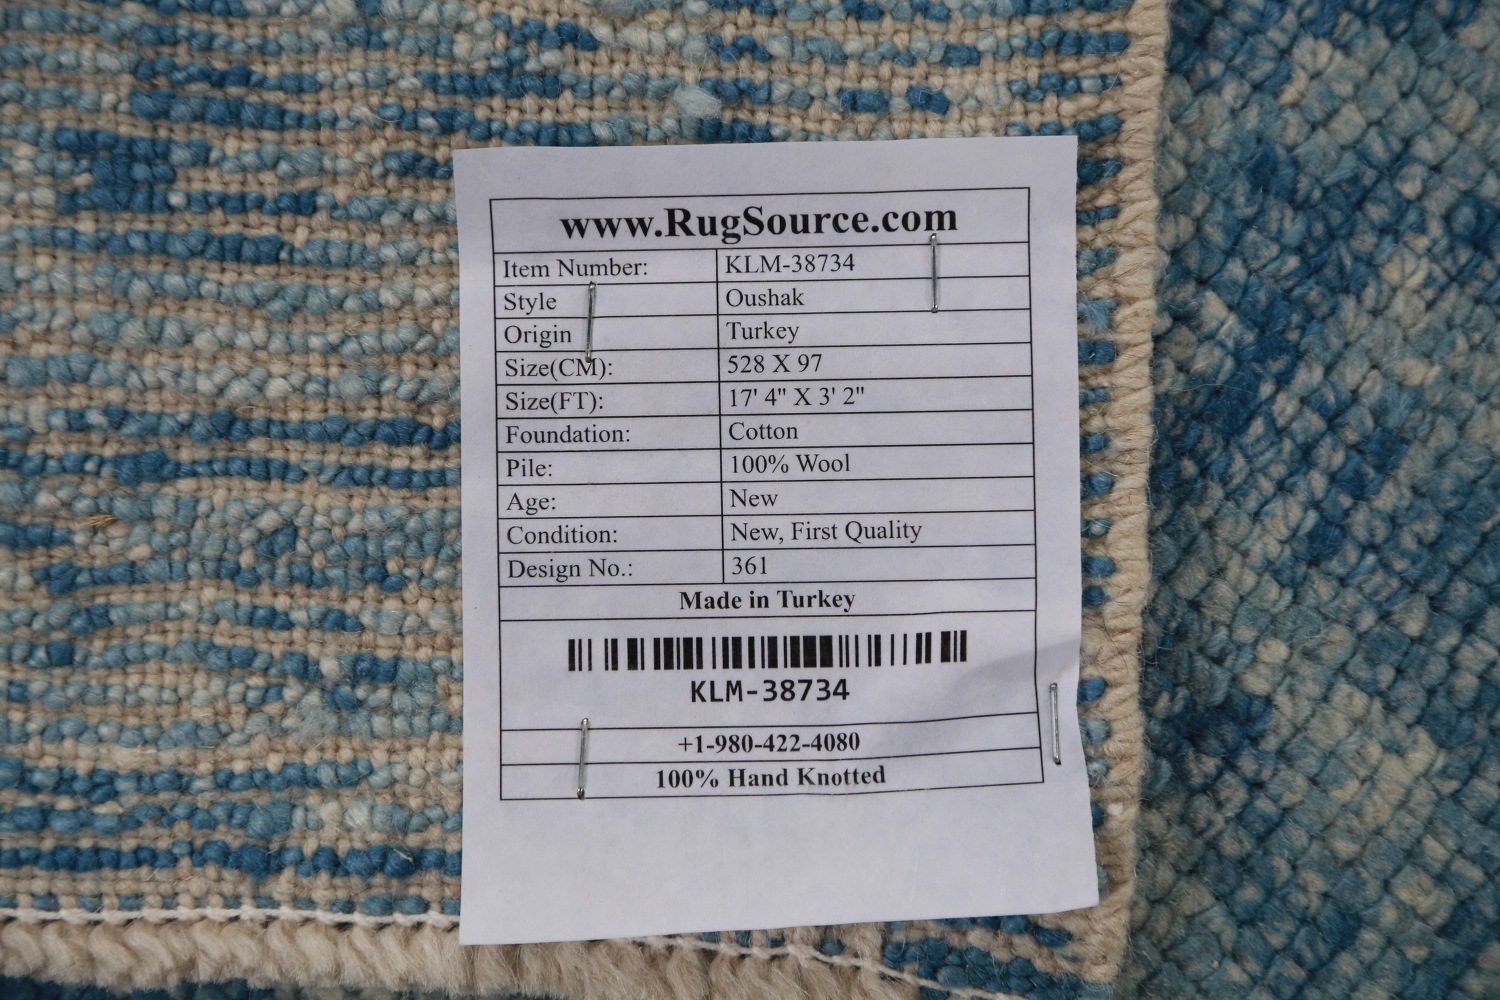 www.RugSource.com
Item Number: KLM-38734
Style Oushak
Origin Turkey
Size(CM): 528 X 97
Size(FT): 17' 4" X 3' 2"
Foundation: Cotton
Pile: 100% Wool
Age: New
Condition: New, First Quality
Design No.: 361
Made in Turkey
KLM-38734
+1-980-422-4080
100% Hand Knotted